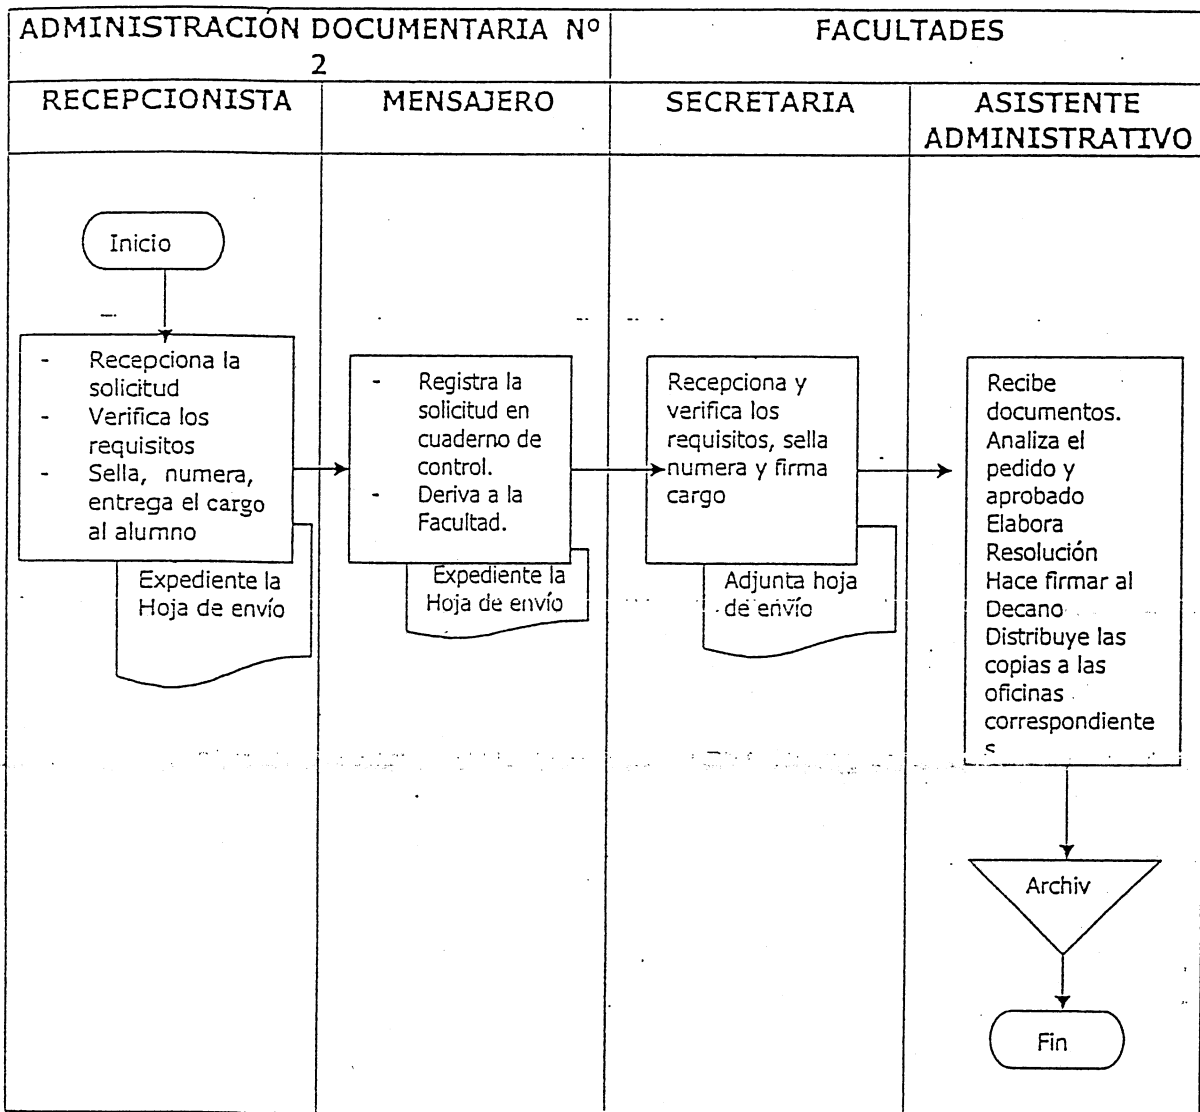 ADMINISTRACIÓN DOCUMENTARIA Nº
2
FACULTADES
RECEPCIONISTA
MENSAJERO
SECRETARIA
ASISTENTE
ADMINISTRATIVO
Inicio
- Recepciona la
solicitud
- Verifica los
requisitos
- Sella, numera,
entrega el cargo
al alumno
Expediente la
Hoja de envío
- Registra la
solicitud en
cuaderno de
control.
- Deriva a la
Facultad.
Expediente la
Hoja de envío
Recepciona y
verifica los
requisitos, sella
numera y firma
cargo
Adjunta hoja
de envío
Recibe
documentos.
Analiza el
pedido y
aprobado
Elabora
Resolución
Hace firmar al
Decano
Distribuye las
copias a las
oficinas
correspondiente
s
Archiv
Fin